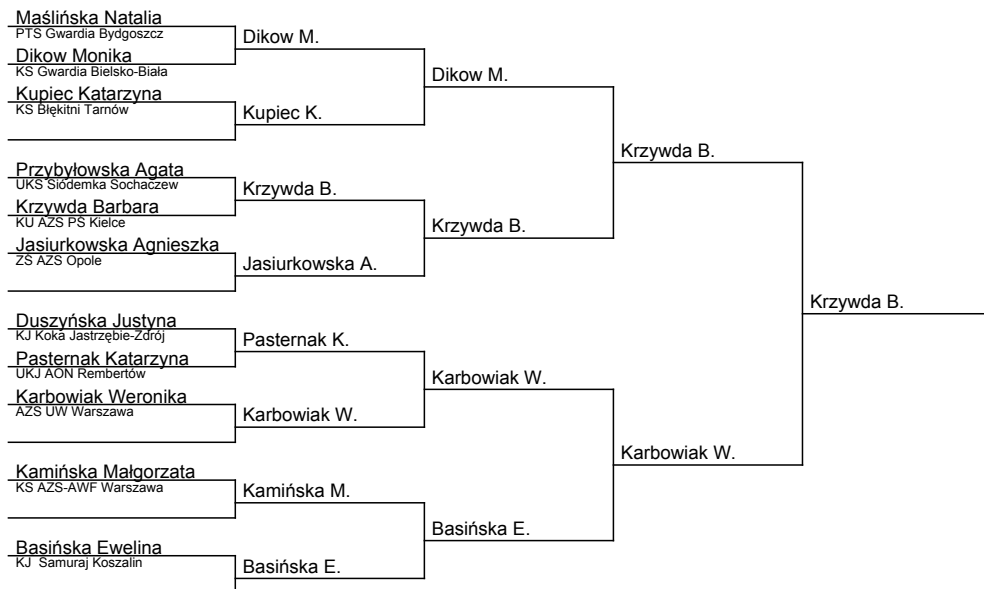 Maślińska Natalia
PTS Gwardia Bydgoszcz
Dikow Monika
KS Gwardia Bielsko-Biała
Kupiec Katarzyna
KS Błękitni Tarnów
Przybyłowska Agata
UKS Siódemka Sochaczew
Krzywda Barbara
KU AZS PŚ Kielce
Jasiurkowska Agnieszka
ZŚ AZS Opole
Duszyńska Justyna
KJ Koka Jastrzębie-Zdrój
Pasternak Katarzyna
UKJ AON Rembertów
Karbowiak Weronika
AZS UW Warszawa
Kamińska Małgorzata
KS AZS-AWF Warszawa
Basińska Ewelina
KJ Samuraj Koszalin
Dikow M.
Kupiec K.
Krzywda B.
Jasiurkowska A.
Pasternak K.
Karbowiak W.
Kamińska M.
Basińska E.
Dikow M.
Krzywda B.
Karbowiak W.
Basińska E.
Krzywda B.
Karbowiak W.
Krzywda B.